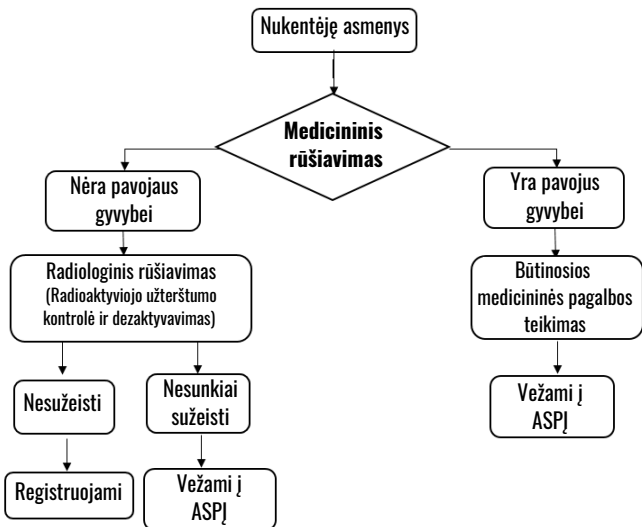 Nukentėję asmenys
Medicininis
rūšiavimas
Nėra pavojaus
gyvybei
Yra pavojus
gyvybei
Radiologinis rūšiavimas
(Radioaktyviojo užterštumo
kontrolė ir dezaktyvavimas)
Būtinosios
medicininės pagalbos
teikimas
Nesužeisti
Nesunkiai
sužeisti
Vežami į
ASPĮ
Registruojami
Vežami į
ASPĮ